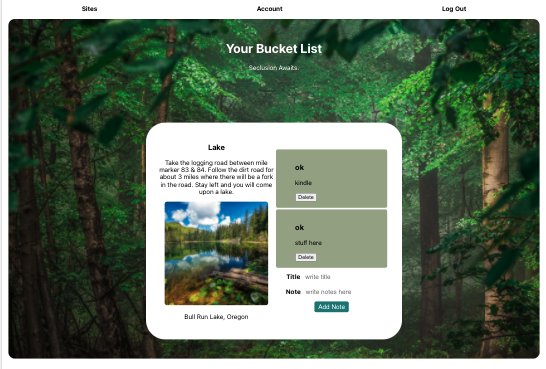 Sites Account Log Out
Your Bucket List
Seclusion Awaits.
Lake
Take the logging road between mile
marker 83 & 84. Follow the dirt road for
about 3 miles where there will be a fork
in the road. Stay left and you will come
upon a lake.
Bull Run Lake, Oregon
ok
kindle
Delete
ok
stuff here
Delete
Title write title
Note write notes here
Add Note